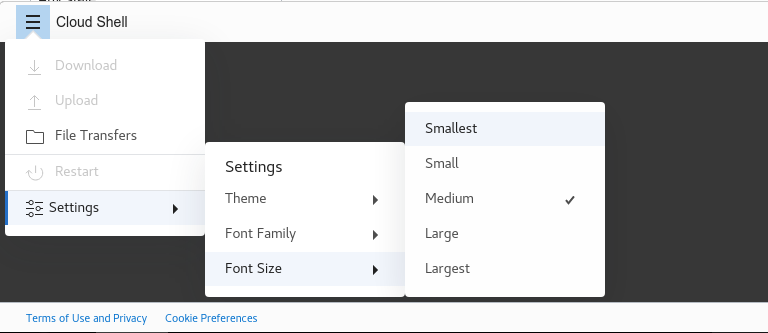 Cloud Shell
Download
Upload
File Transfers
Restart
Settings
Settings
Theme
Font Family
Font Size
Smallest
Small
Medium
Large
Largest
Terms of Use and Privacy
Cookie Preferences